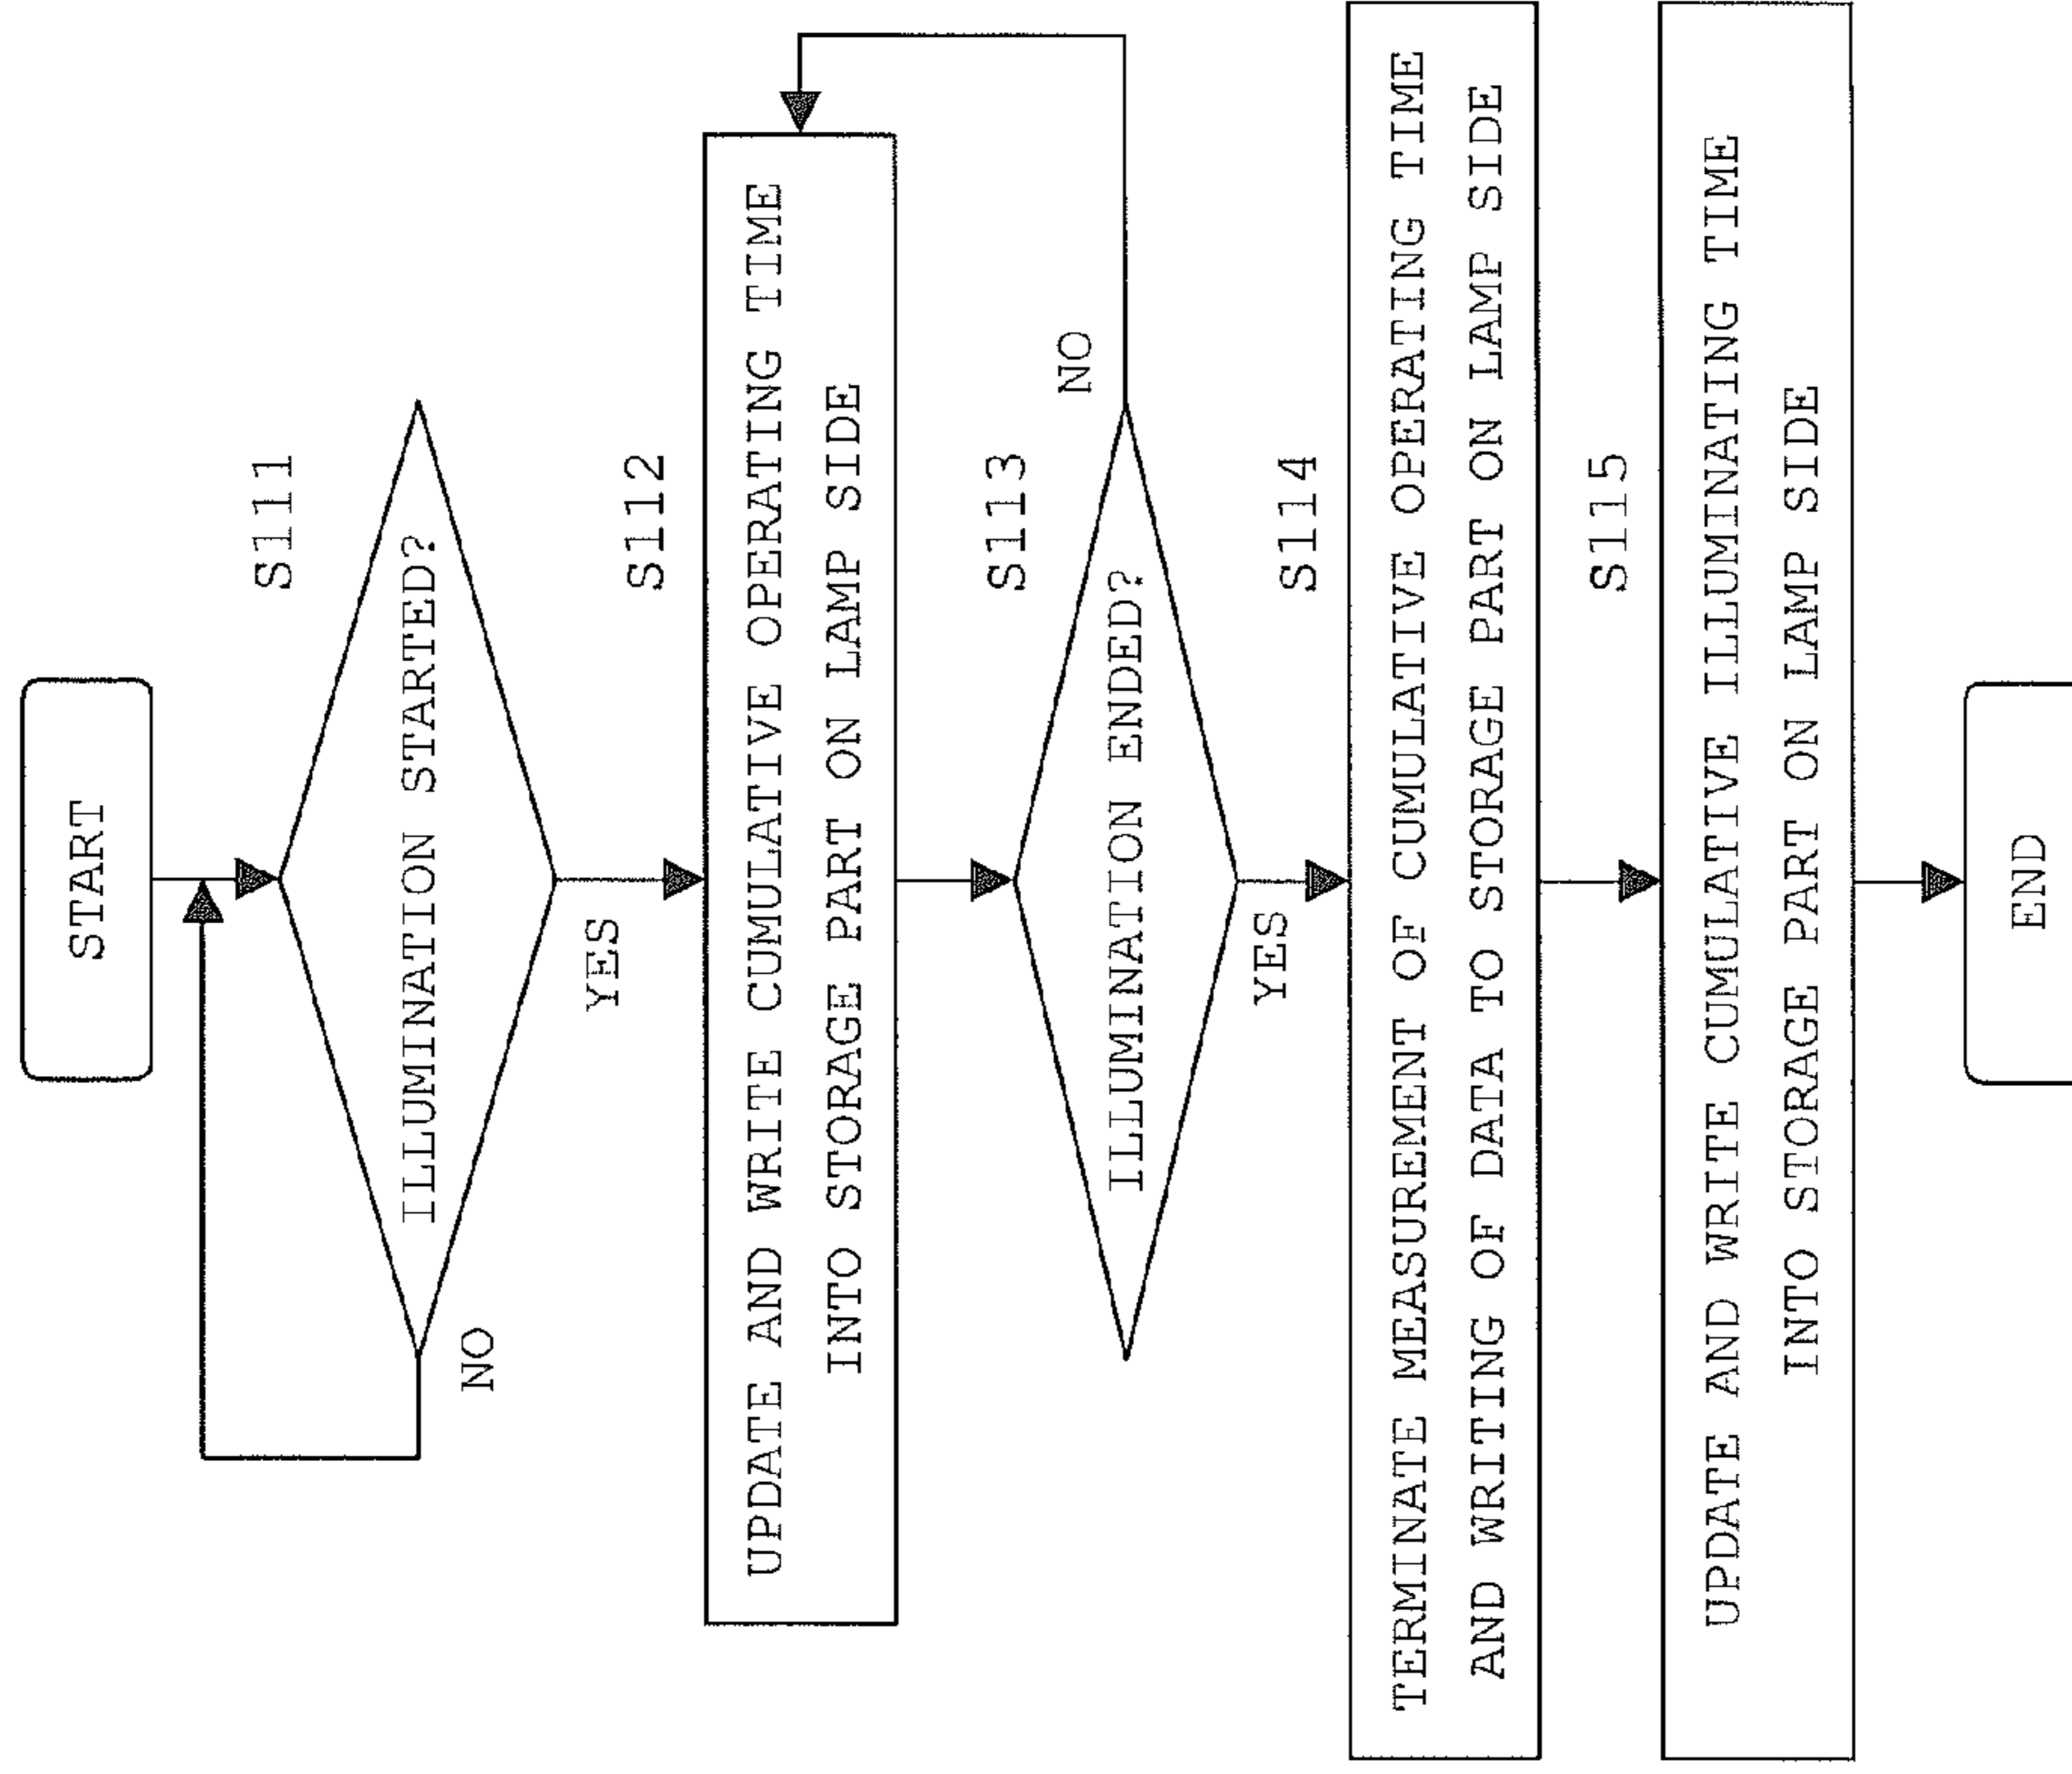 START
S111
ILLUMINATION STARTED?
NO
YES
S112
UPDATE AND WRITE CUMULATIVE OPERATING TIME
INTO STORAGE PART ON LAMP SIDE
S113
ILLUMINATION ENDED?
NO
YES
S114
TERMINATE MEASUREMENT OF CUMULATIVE OPERATING TIME
AND WRITING OF DATA TO STORAGE PART ON LAMP SIDE
S115
UPDATE AND WRITE CUMULATIVE ILLUMINATING TIME
INTO STORAGE PART ON LAMP SIDE
END